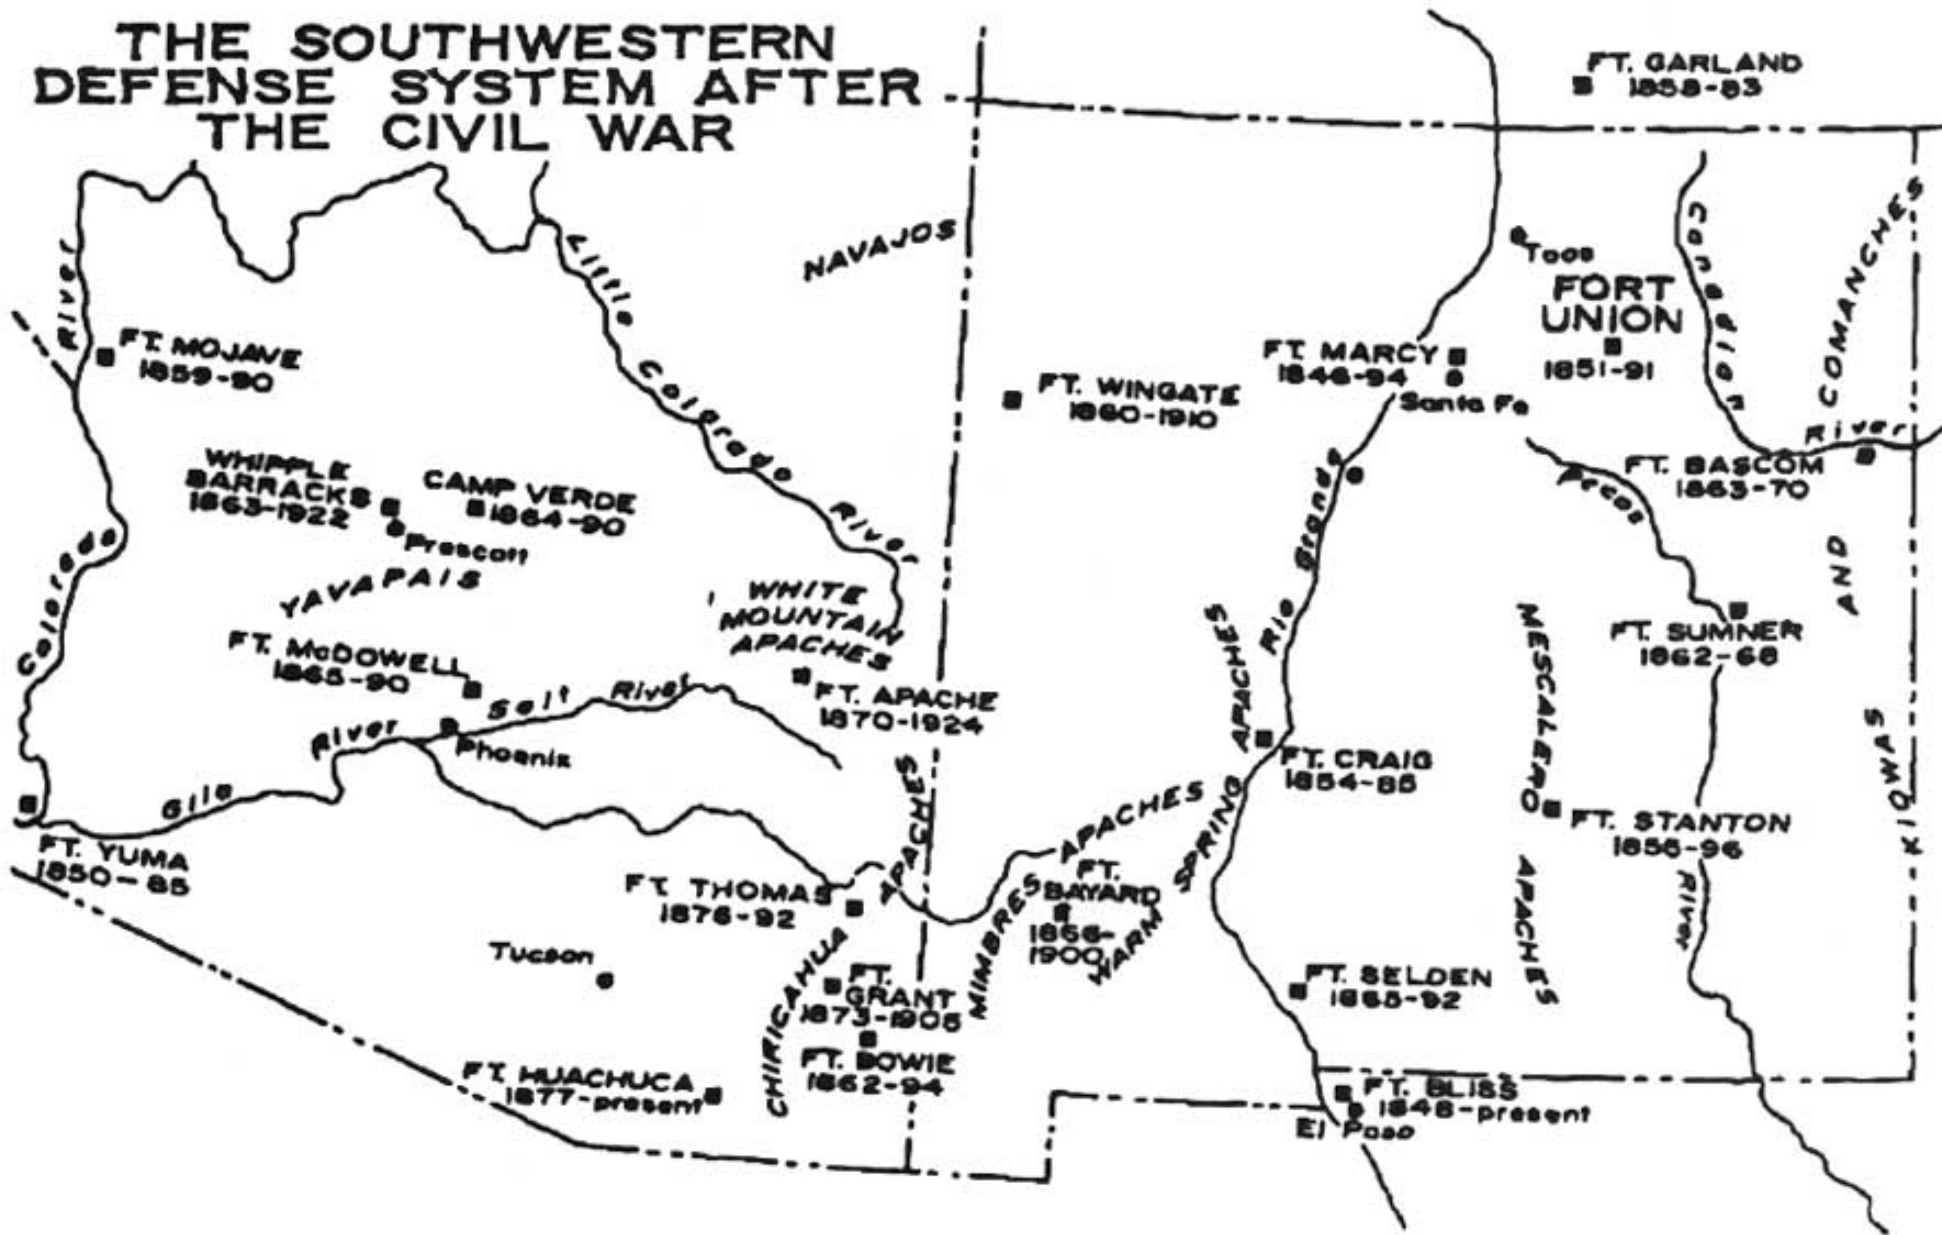 THE SOUTHWESTERN
DEFENSE SYSTEM AFTER
THE CIVIL WAR
FT. GARLAND
1858-83
NAVAJOS
River
Little
Colorado
River
Canadian
River
COMANCHES
AND
KIOWAS
Taos
FORT
UNION
1851-91
FT. MOJAVE
1859-90
FT. MARCY
1846-94
Santa Fe
FT. WINGATE
1860-1910
WHIPPLE
BARRACKS
1863-1922
CAMP VERDE
1864-90
Prescott
YAVAPAIS
Colorado
Rio Grande
Pecos
FT. BASCOM
1863-70
WHITE
MOUNTAIN
APACHES
FT. McDOWELL
1865-90
Salt River
FT. APACHE
1870-1924
FT. SUMNER
1862-68
MESCALERO
APACHES
River
Gila
Phoenix
APACHES
FT. CRAIG
1854-85
FT. STANTON
1855-96
River
FT. YUMA
1850-85
FT. THOMAS
1876-92
APACHES
CHIRICAHUA
APACHES
MIMBRES
FT.
BAYARD
1866-
1900
WARM
SPRING
Tucson
FT.
GRANT
1873-1905
FT. SELDEN
1865-92
FT. BOWIE
1862-94
FT. HUACHUCA
1877-present
FT. BLISS
1848-present
El Paso